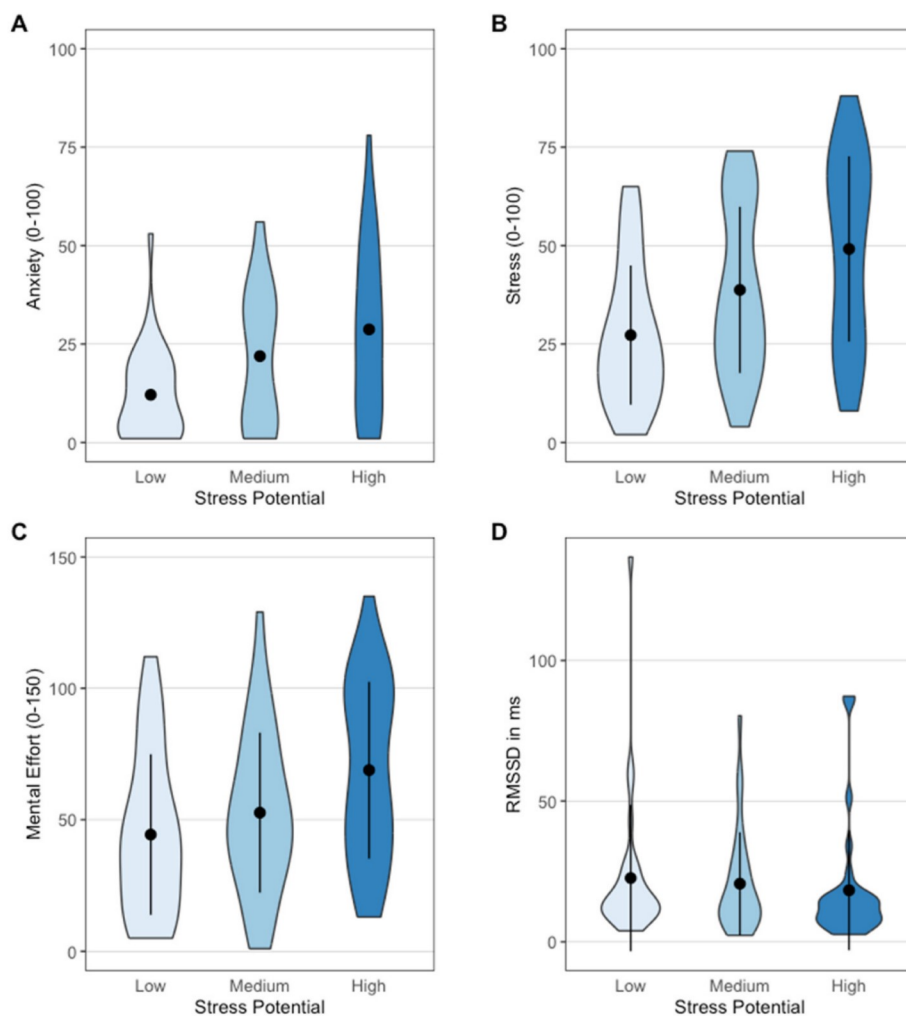 A
Anxiety (0-100)
100
75
50
25
0
Low Medium High
Stress Potential
B
Stress (0-100)
100
75
50
25
0
Low Medium High
Stress Potential
C
Mental Effort (0-150)
150
100
50
0
Low Medium High
Stress Potential
D
RMSSD in ms
100
50
0
Low Medium High
Stress Potential